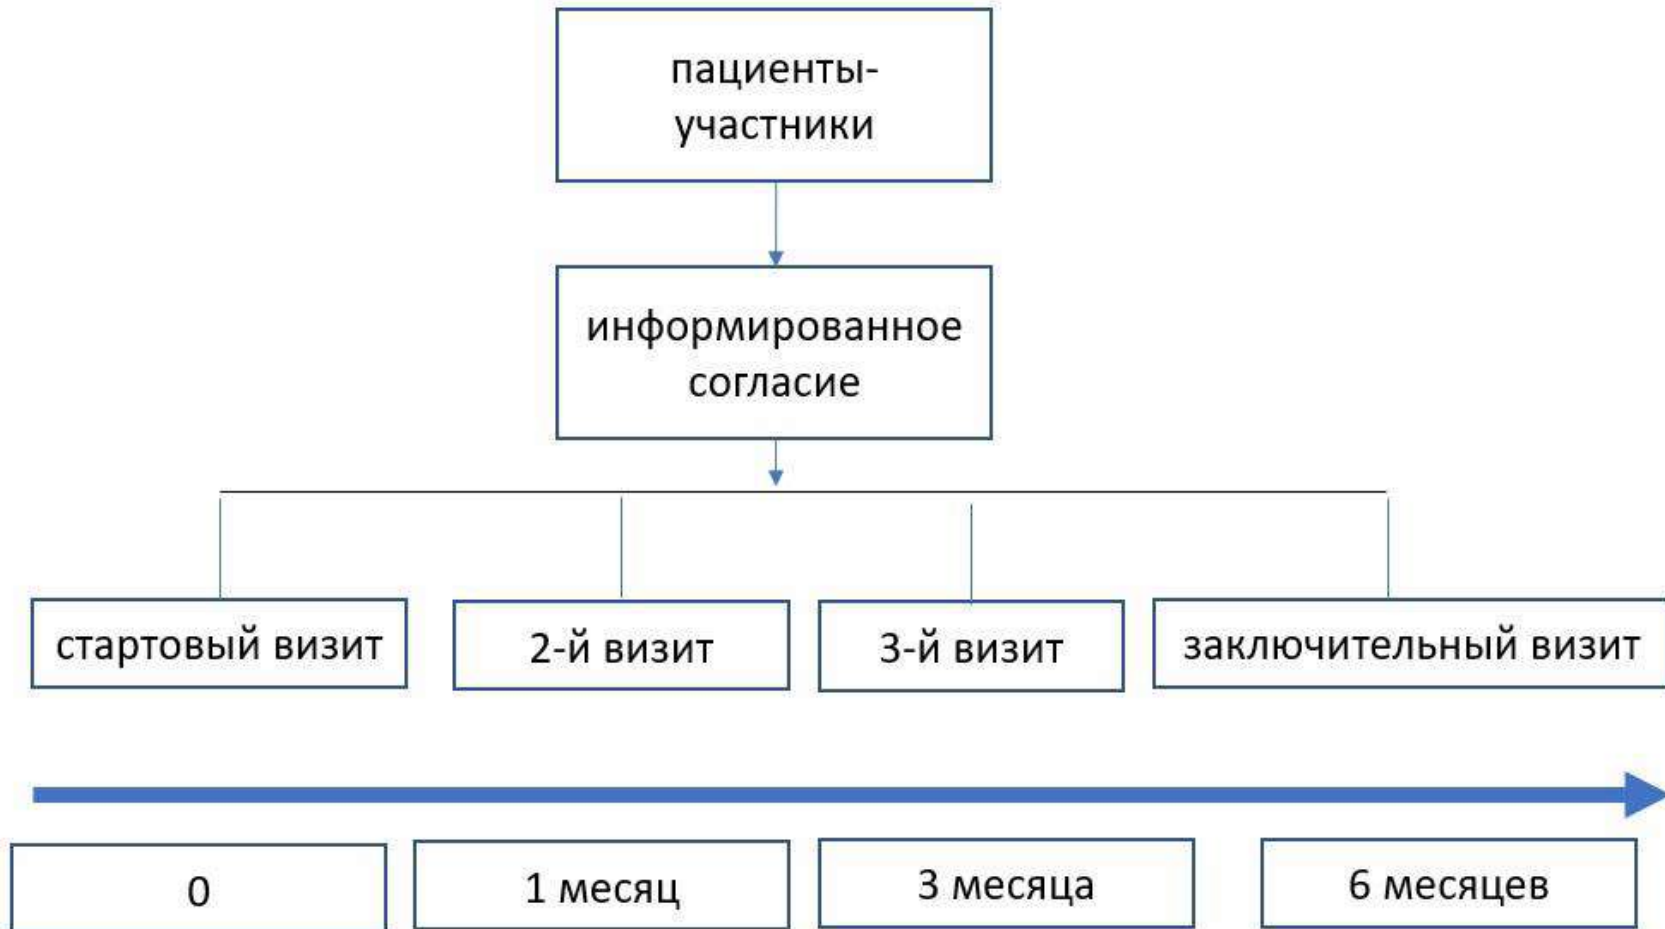 пациенты-
участники
информированное
согласие
стартовый визит
2-й визит
3-й визит
заключительный визит
0
1 месяц
3 месяца
6 месяцев